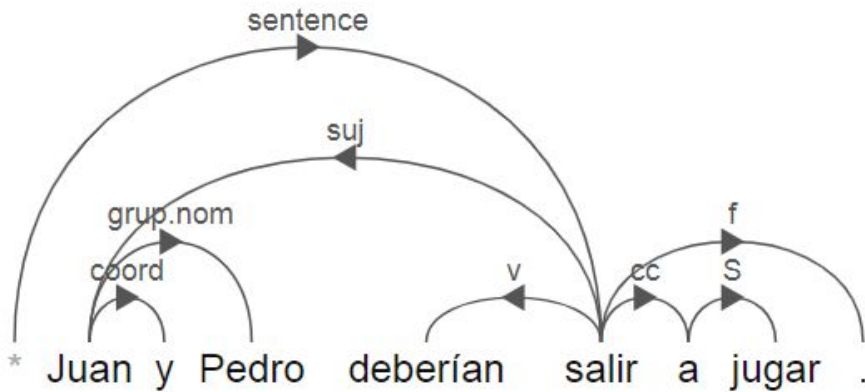 sentence
suj
grup.nom f
coord v cc S
* Juan y Pedro deberían salir a jugar .